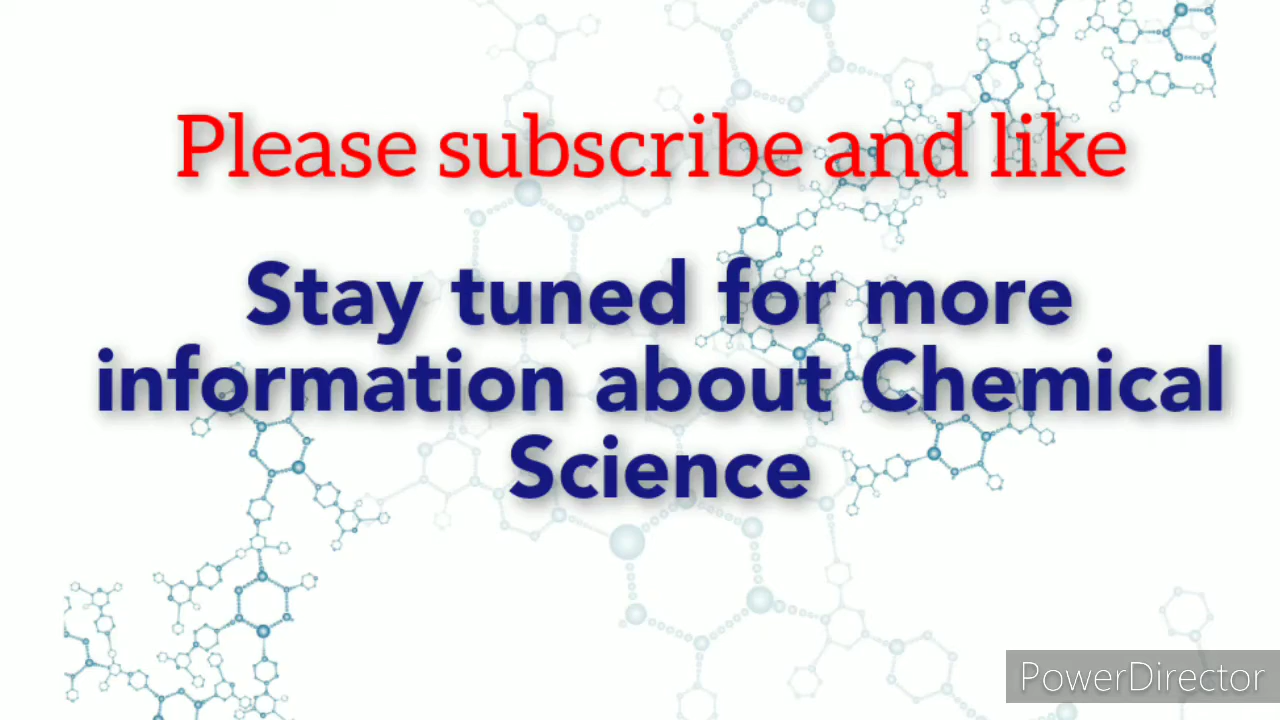 Please subscribe and like
Stay tuned for more
information about Chemical
Science
PowerDirector